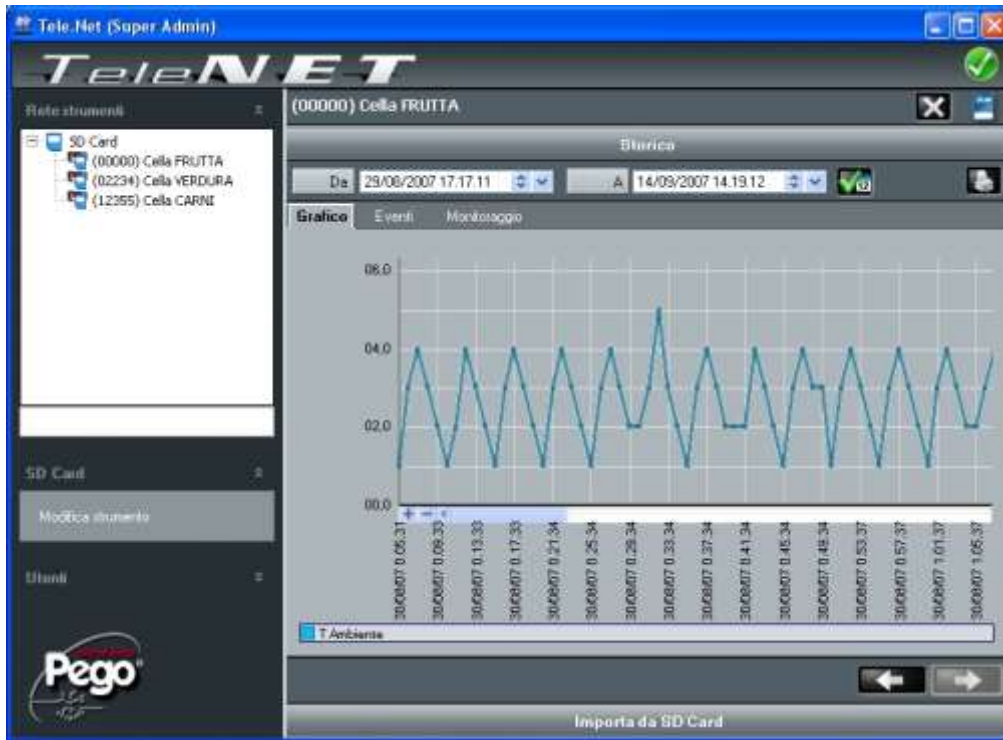 Tele.Net (Super Admin)
TeleNET
Rete strumenti
SD Card
(00000) Cella FRUTTA
(02234) Cella VERDURA
(12355) Cella CARNI
SD Card
Modifica strumento
Utenti
Pego
(00000) Cella FRUTTA
Storico
Da 29/08/2007 17.17.11 A 14/09/2007 14.19.12
Grafico Eventi Monitoraggio
06,0
04,0
02,0
00,0
30/08/07 0.05.31
30/08/07 0.09.33
30/08/07 0.13.33
30/08/07 0.17.33
30/08/07 0.21.34
30/08/07 0.25.34
30/08/07 0.29.34
30/08/07 0.33.34
30/08/07 0.37.34
30/08/07 0.41.34
30/08/07 0.45.34
30/08/07 0.49.34
30/08/07 0.53.37
30/08/07 0.57.37
30/08/07 1.01.37
30/08/07 1.05.37
T Ambiente
Importa da SD Card